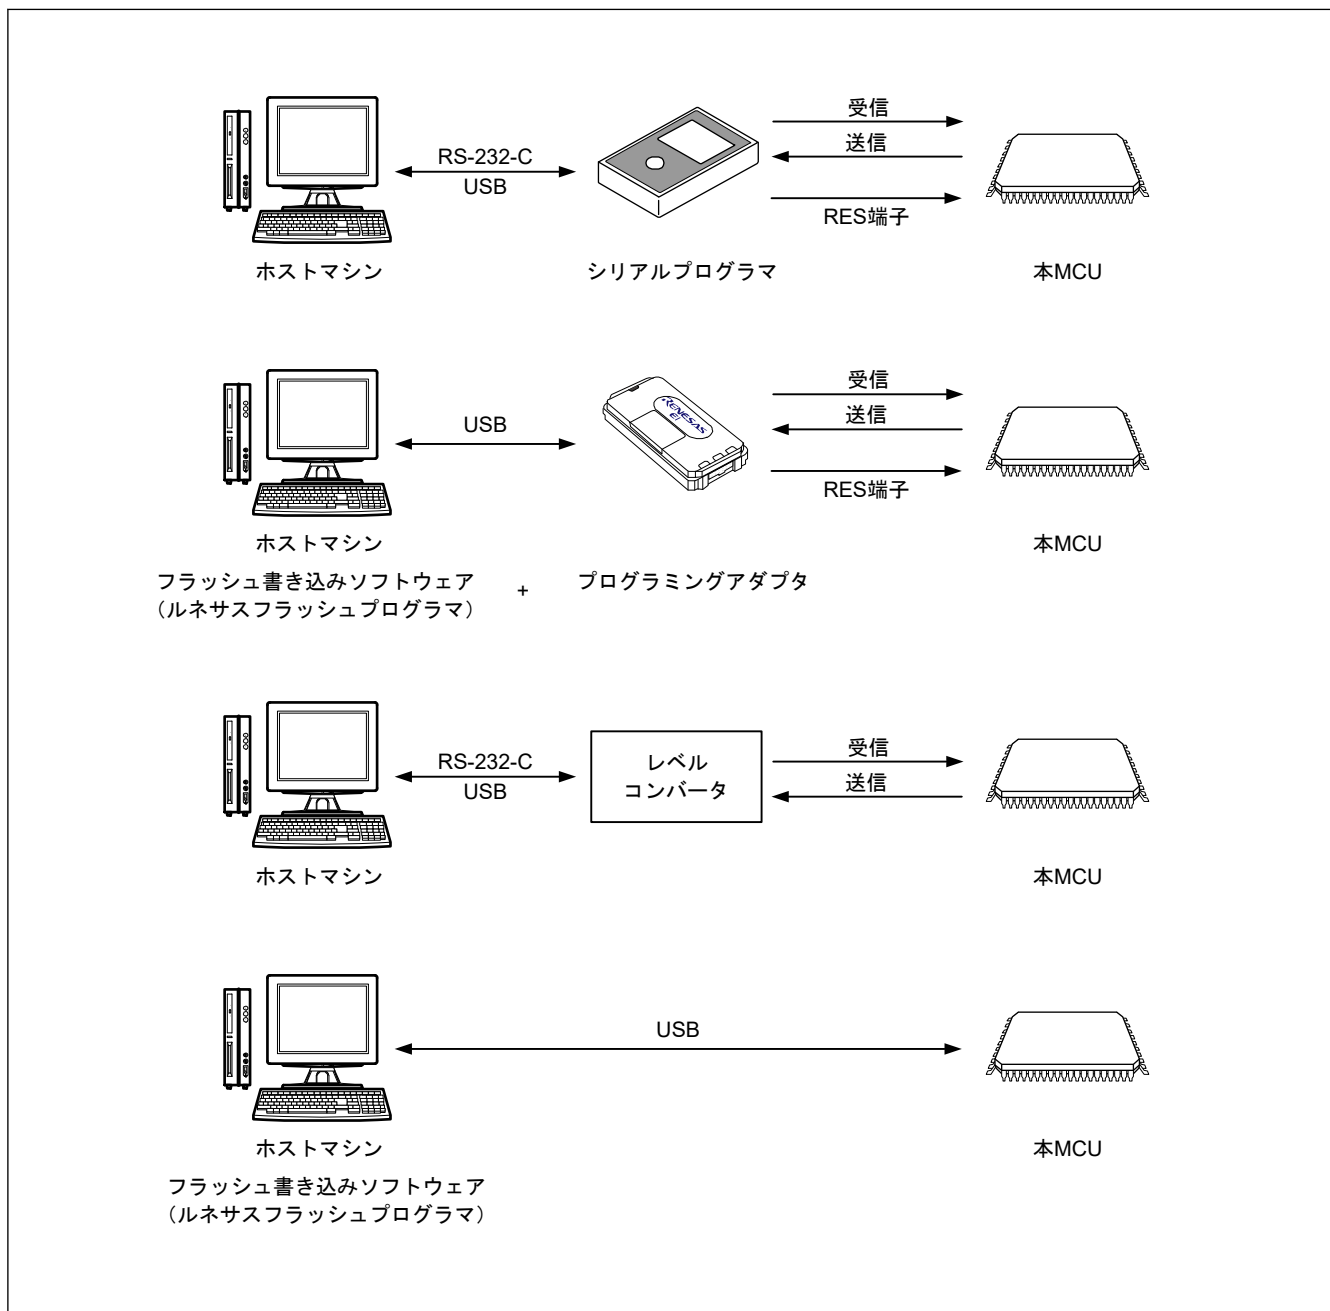 受信
RS-232-C
送信
USB
RES端子
ホストマシン
シリアルプログラマ
本MCU
受信
USB
送信
RENESAS
E1
RES端子
ホストマシン
本MCU
フラッシュ書き込みソフトウェア
(ルネサスフラッシュプログラマ)
+
プログラミングアダプタ
RS-232-C
USB
レベル
コンバータ
受信
送信
ホストマシン
本MCU
USB
ホストマシン
本MCU
フラッシュ書き込みソフトウェア
(ルネサスフラッシュプログラマ)